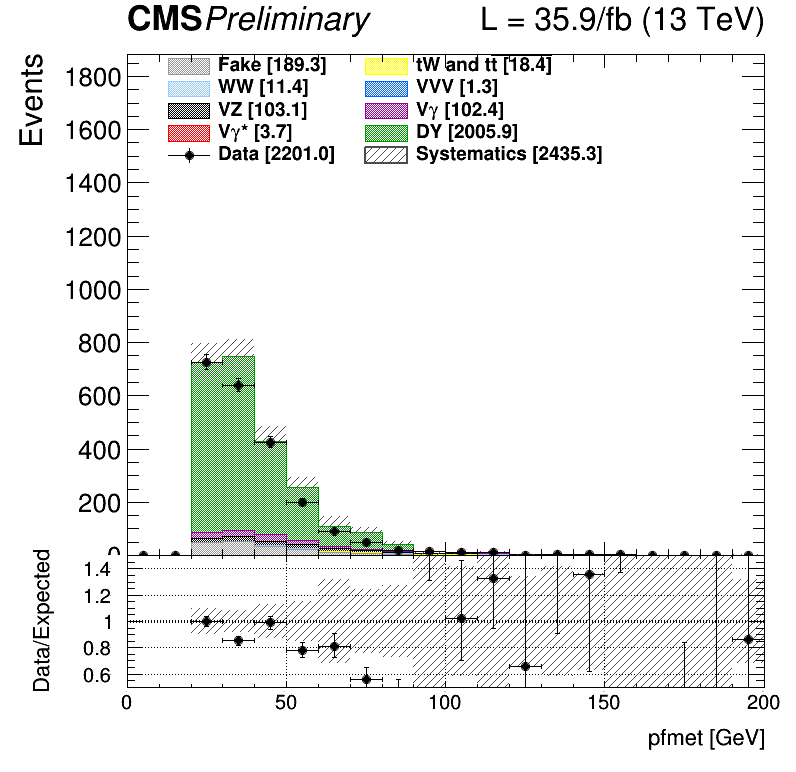 CMSPreliminary L = 35.9/fb (13 TeV)
Events
1800
1600
1400
1200
1000
800
600
400
200
0
Fake [189.3] tW and tt [18.4]
WW [11.4] VVV [1.3]
VZ [103.1] Vγ [102.4]
Vγ* [3.7] DY [2005.9]
Data [2201.0] Systematics [2435.3]
Data/Expected
1.4
1.2
1
0.8
0.6
0 50 100 150 200
pfmet [GeV]